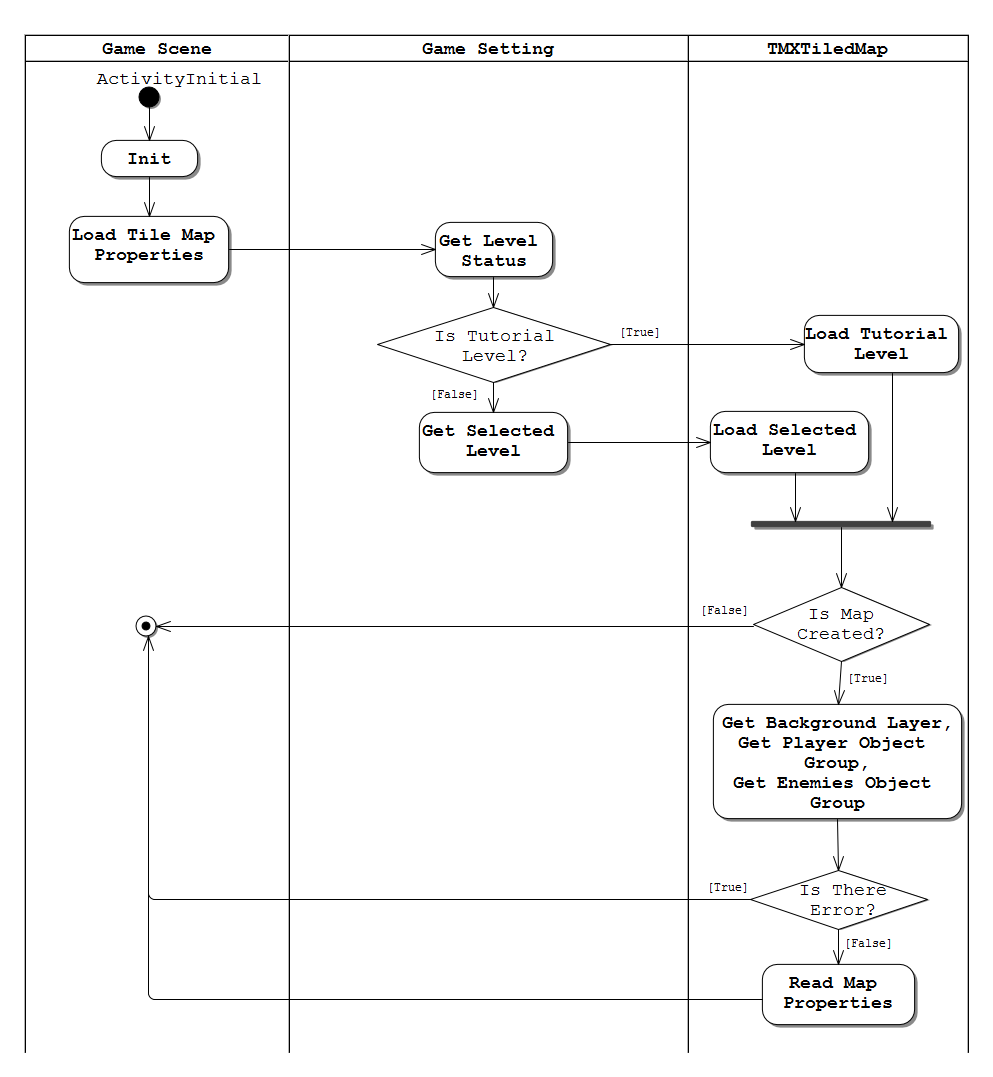 Game Scene
Game Setting
TMXTiledMap
ActivityInitial
Init
Load Tile Map
Properties
Get Level
Status
Is Tutorial
Level?
[True]
Load Tutorial
Level
[False]
Get Selected
Level
Load Selected
Level
[False]
Is Map
Created?
[True]
Get Background Layer,
Get Player Object
Group,
Get Enemies Object
Group
[True]
Is There
Error?
[False]
Read Map
Properties